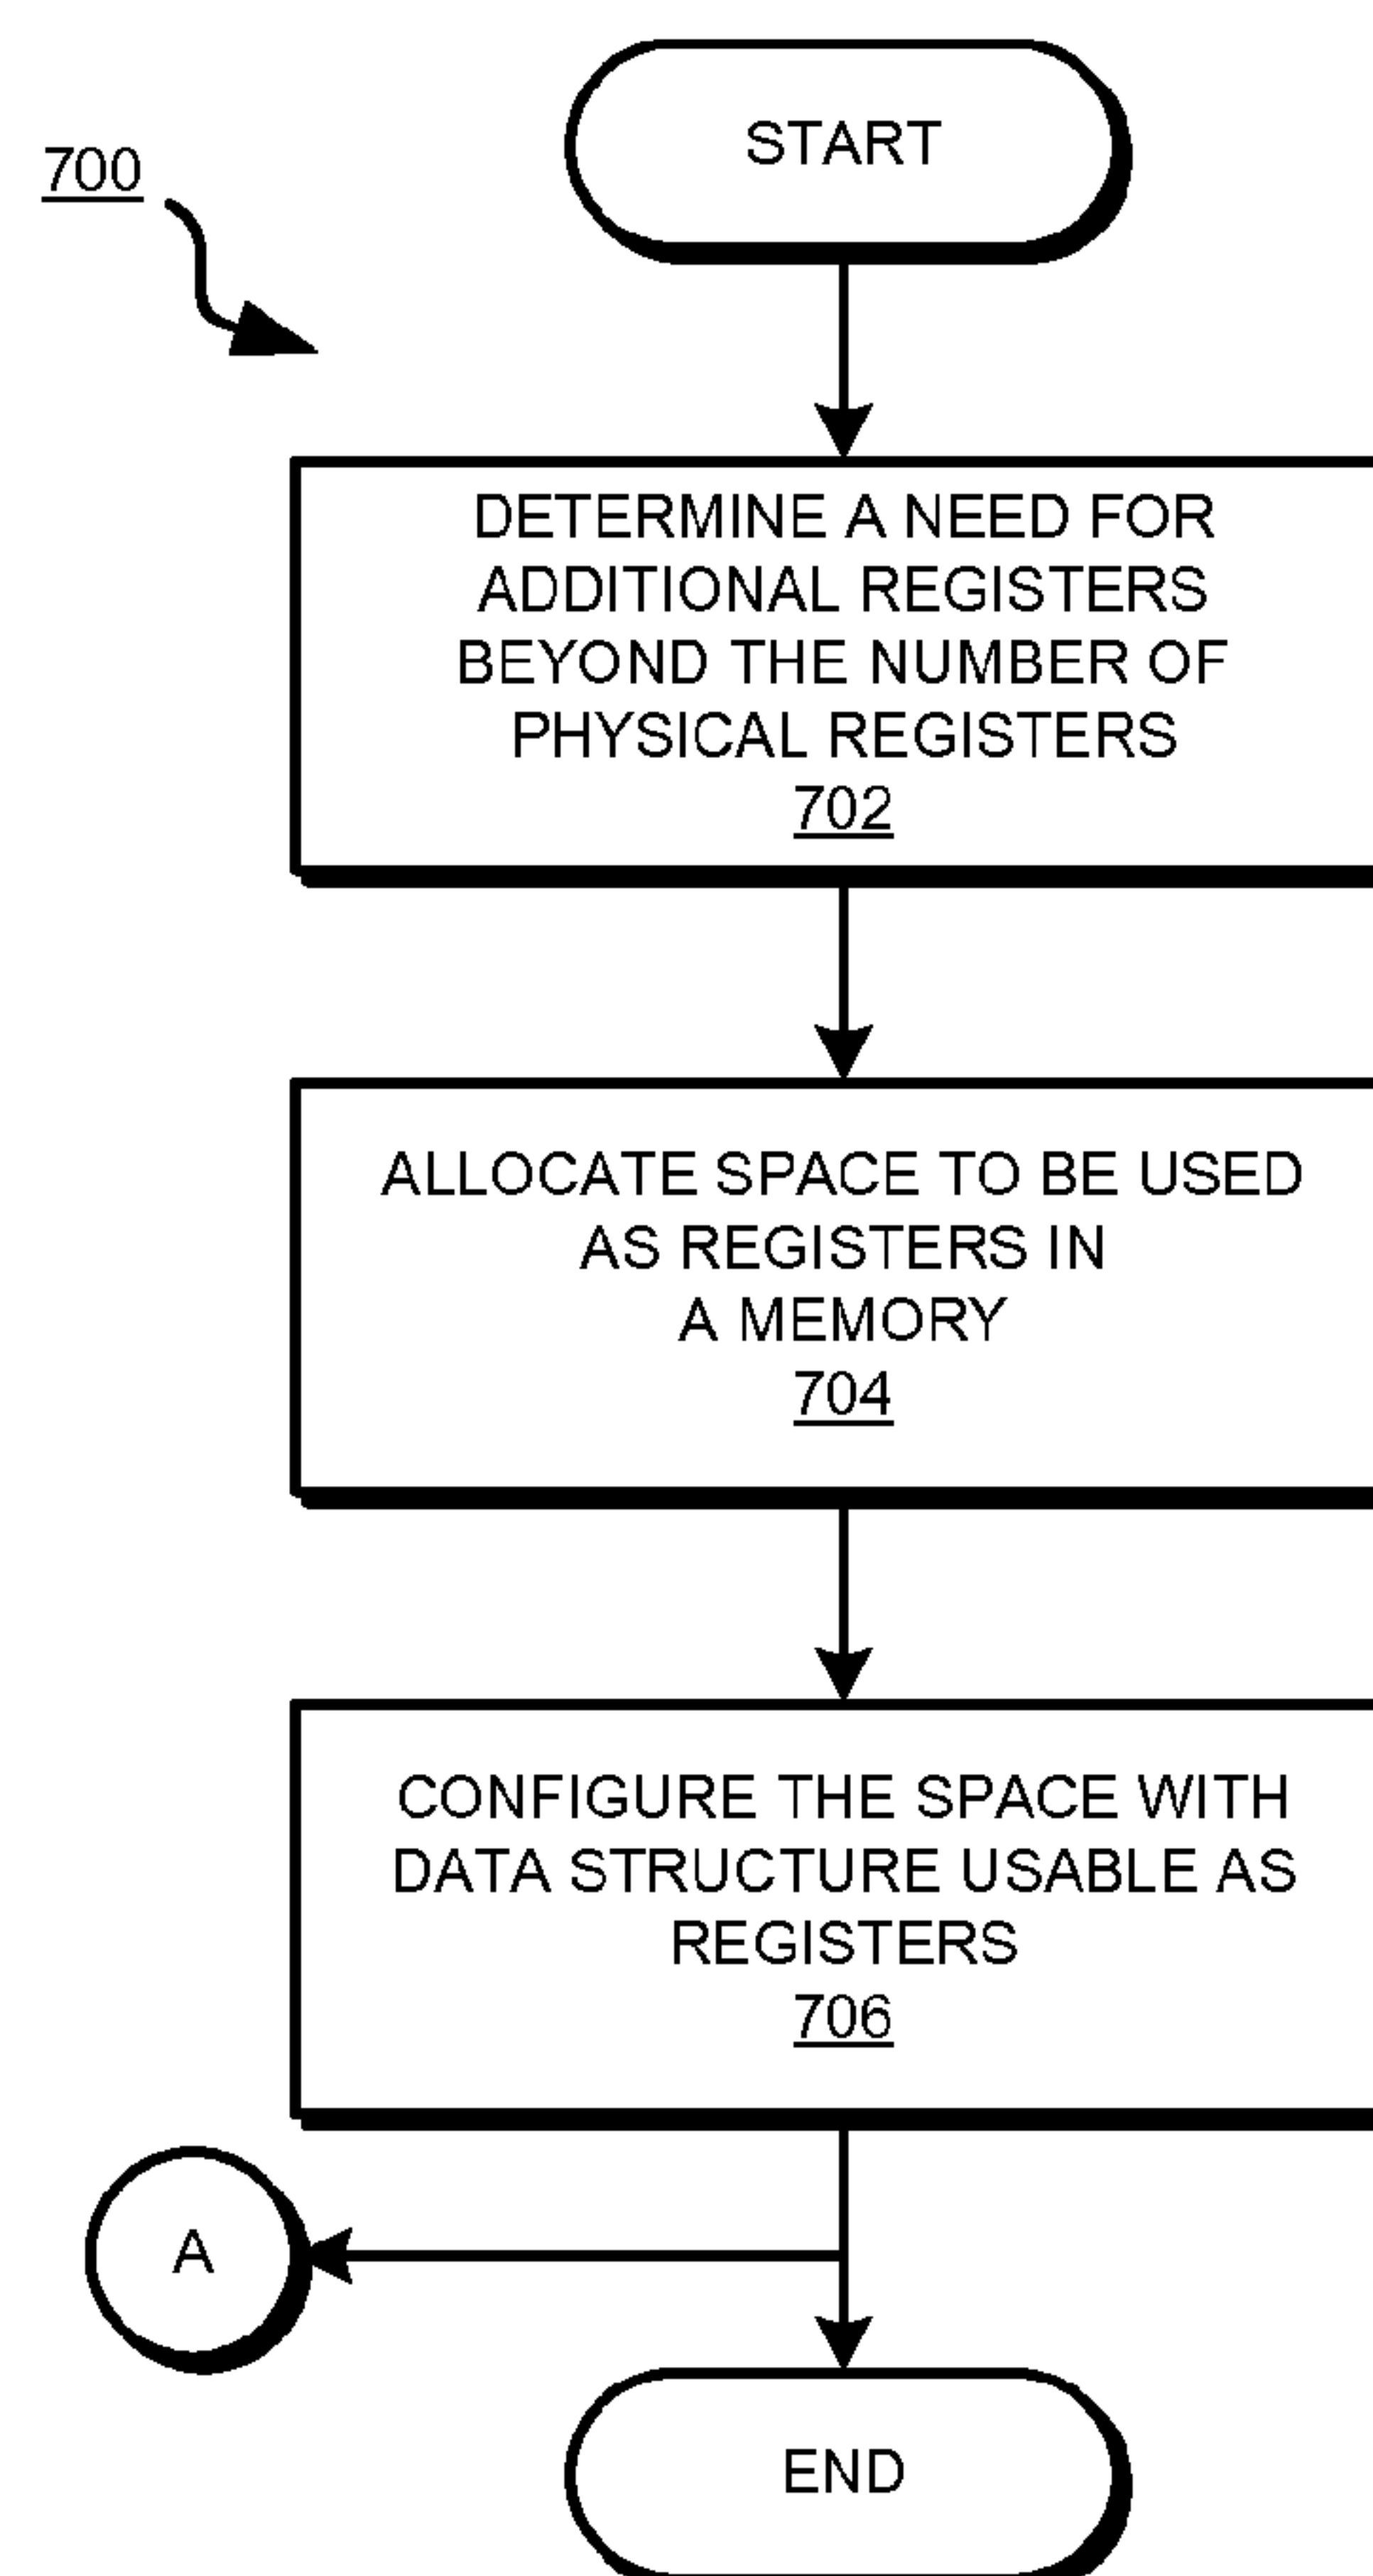 START
700
DETERMINE A NEED FOR
ADDITIONAL REGISTERS
BEYOND THE NUMBER OF
PHYSICAL REGISTERS
702
ALLOCATE SPACE TO BE USED
AS REGISTERS IN
A MEMORY
704
CONFIGURE THE SPACE WITH
DATA STRUCTURE USABLE AS
REGISTERS
706
A
END